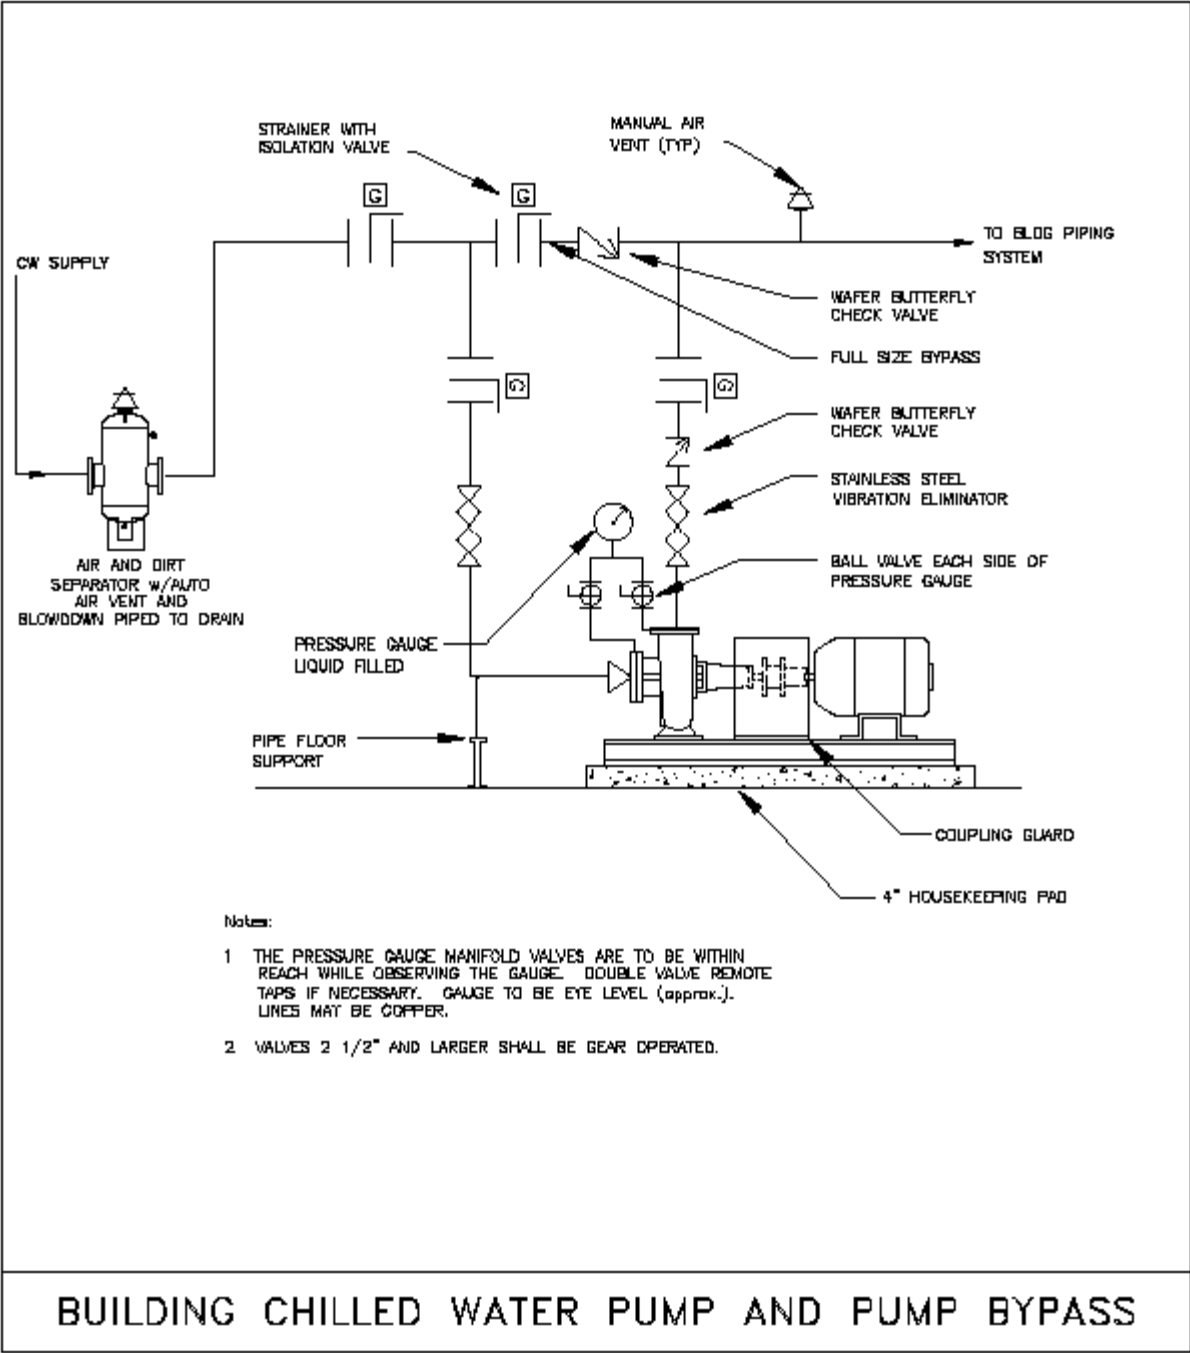 STRAINER WITH
ISOLATION VALVE
MANUAL AIR
VENT (TYP)
G
G
TO BLDG PIPING
SYSTEM
CW SUPPLY
WAFER BUTTERFLY
CHECK VALVE
FULL SIZE BYPASS
G
G
WAFER BUTTERFLY
CHECK VALVE
STAINLESS STEEL
VIBRATION ELIMINATOR
AIR AND DIRT
SEPARATOR w/AUTO
AIR VENT AND
BLOWDOWN PIPED TO DRAIN
BALL VALVE EACH SIDE OF
PRESSURE GAUGE
PRESSURE GAUGE
LIQUID FILLED
PIPE FLOOR
SUPPORT
COUPLING GUARD
4" HOUSEKEEPING PAD
Notes:
1 THE PRESSURE GAUGE MANIFOLD VALVES ARE TO BE WITHIN
REACH WHILE OBSERVING THE GAUGE. DOUBLE VALVE REMOTE
TAPS IF NECESSARY. GAUGE TO BE EYE LEVEL (approx.).
LINES MAY BE COPPER.
2 VALVES 2 1/2" AND LARGER SHALL BE GEAR OPERATED.
BUILDING CHILLED WATER PUMP AND PUMP BYPASS